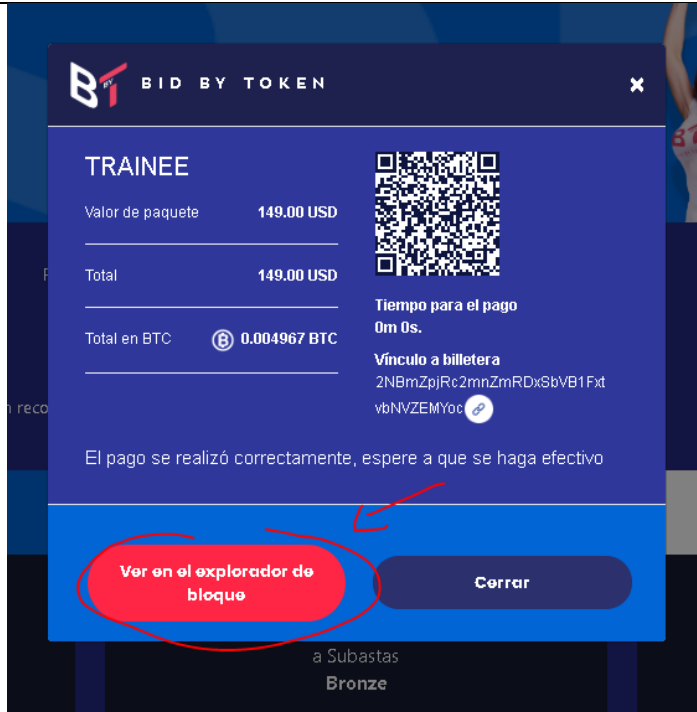 BID BY TOKEN
TRAINEE
Valor de paquete 149.00 USD
Total 149.00 USD
Total en BTC 0.004967 BTC
Tiempo para el pago
0m 0s.
Vínculo a billetera
2NBmZpjRc2mnZmRDxSbVB1Fxt
vbNVZEMYoc
n reco
El pago se realizó correctamente, espere a que se haga efectivo
Ver en el explorador de
bloque
Cerrar
a Subastas
Bronze